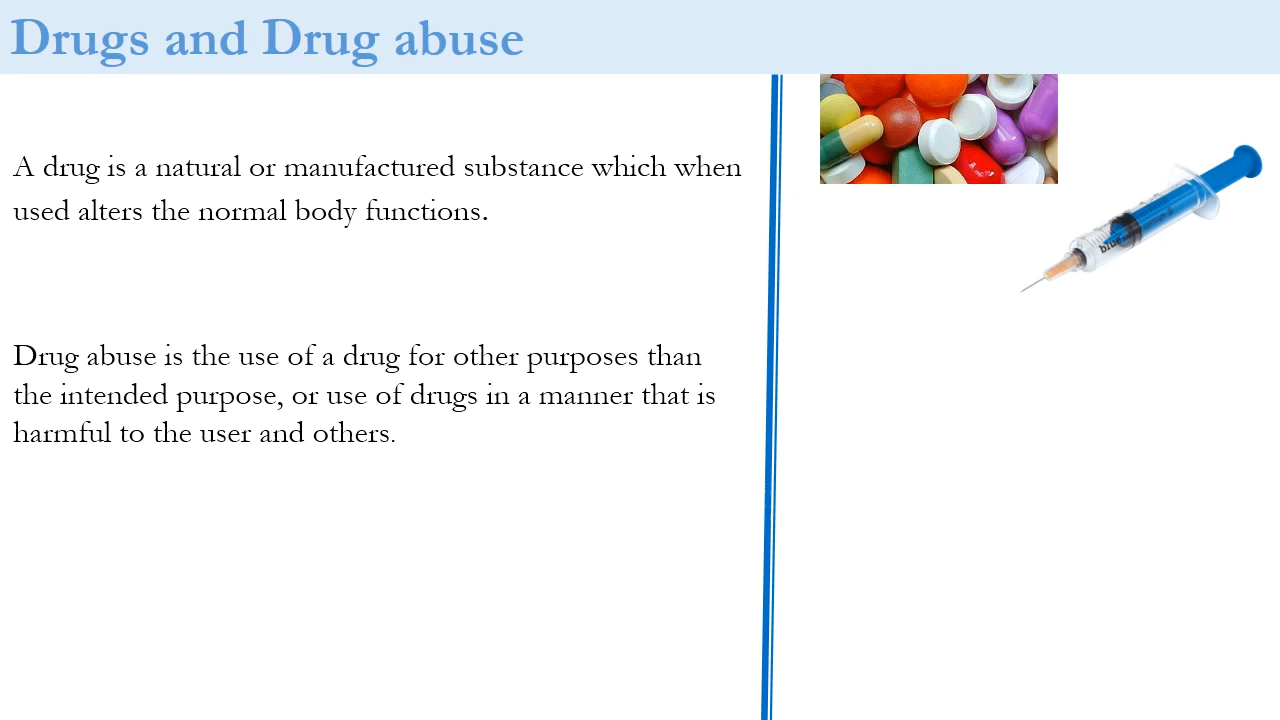 Drugs and Drug abuse
A drug is a natural or manufactured substance which when
used alters the normal body functions.
Drug abuse is the use of a drug for other purposes than
the intended purpose, or use of drugs in a manner that is
harmful to the user and others.